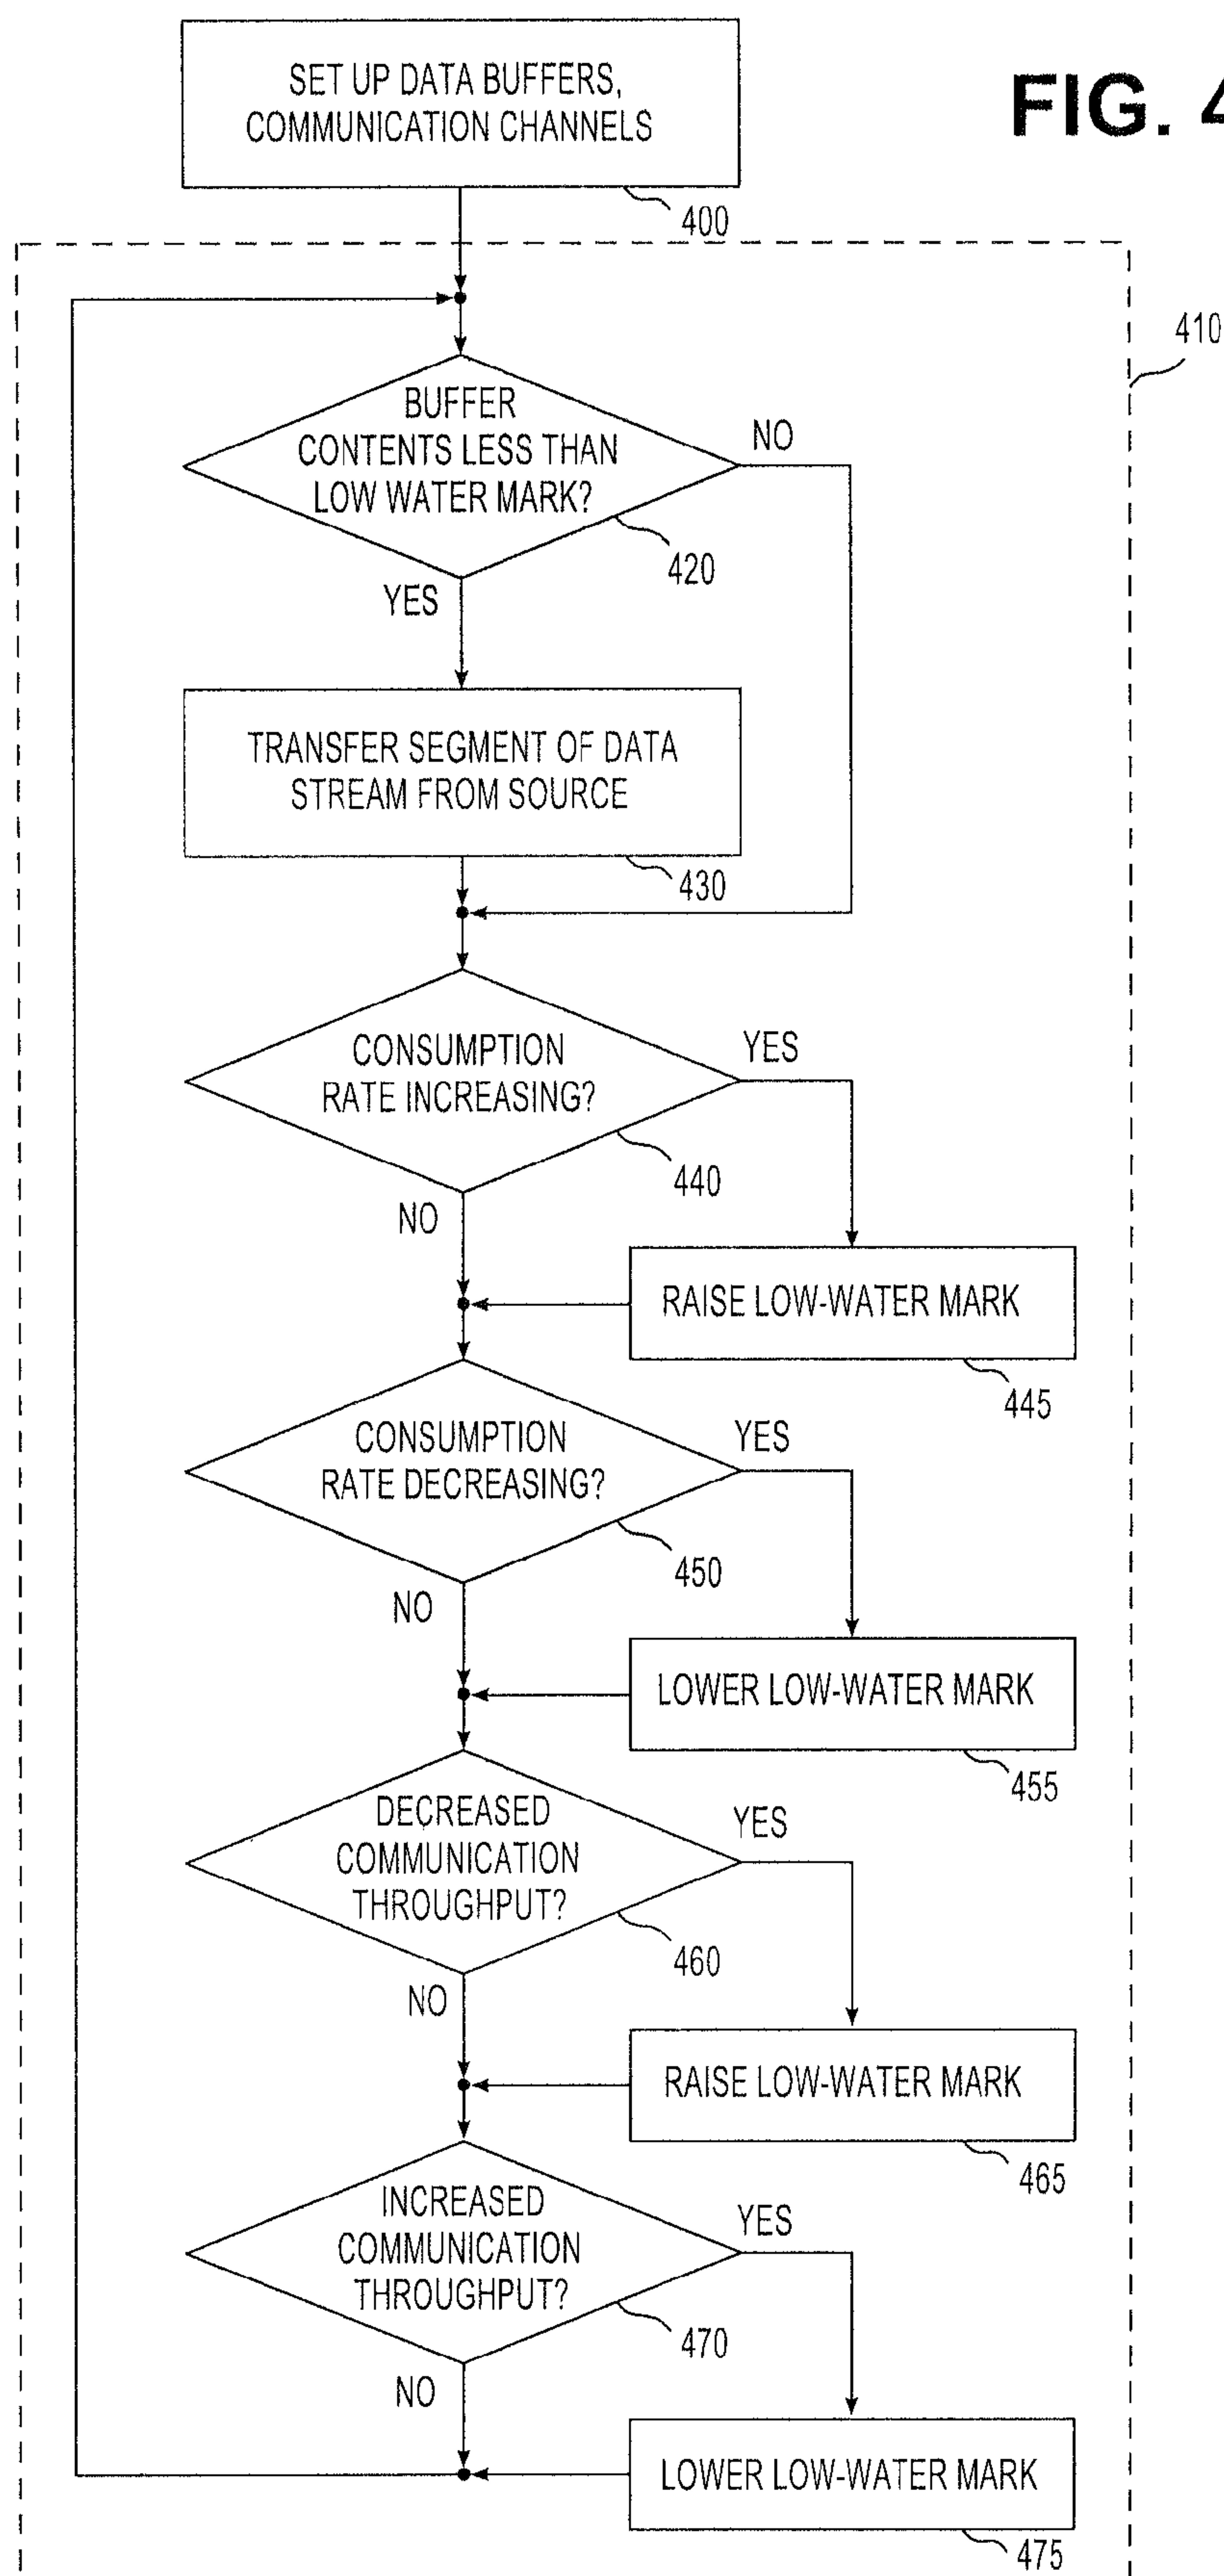 SET UP DATA BUFFERS,
COMMUNICATION CHANNELS
FIG. 4
400
410
BUFFER
CONTENTS LESS THAN
LOW WATER MARK?
NO
420
YES
TRANSFER SEGMENT OF DATA
STREAM FROM SOURCE
430
CONSUMPTION
RATE INCREASING?
YES
440
NO
RAISE LOW-WATER MARK
445
CONSUMPTION
RATE DECREASING?
YES
450
NO
LOWER LOW-WATER MARK
455
DECREASED
COMMUNICATION
THROUGHPUT?
YES
460
NO
RAISE LOW-WATER MARK
465
INCREASED
COMMUNICATION
THROUGHPUT?
YES
470
NO
LOWER LOW-WATER MARK
475